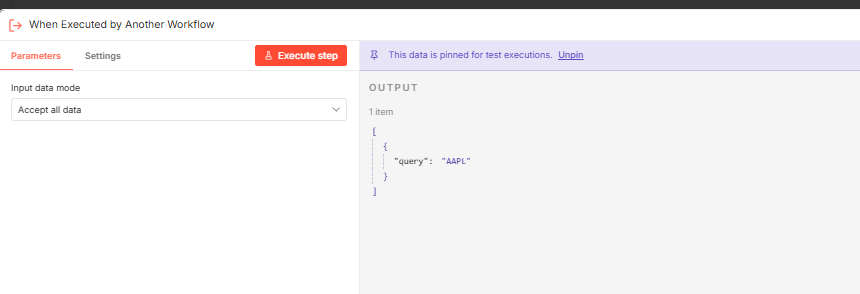 When Executed by Another Workflow
Parameters
Settings
Execute step
This data is pinned for test executions. Unpin
Input data mode
Accept all data
OUTPUT
1 item
[
{
"query": "AAPL"
}
]